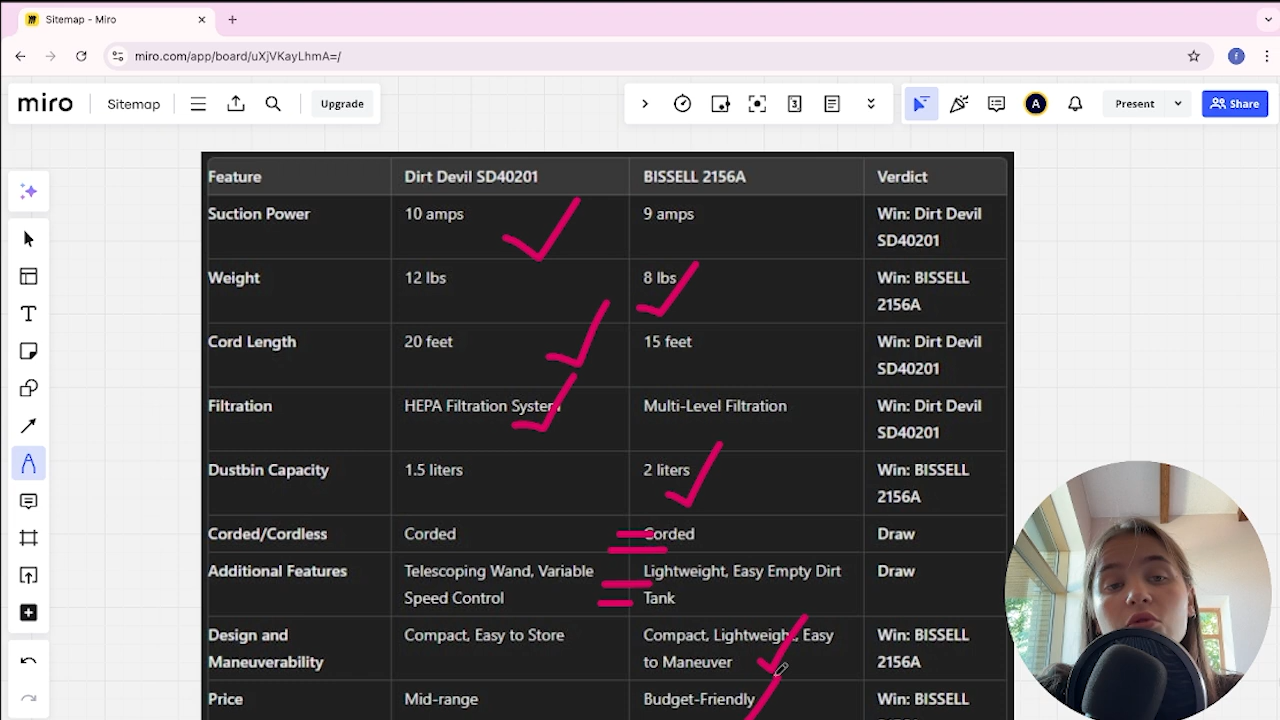 Sitemap - Miro
miro.com/app/board/uXjVKayLhmA=/
f
miro
Sitemap
Upgrade
3
A
Present
Share
Feature
Dirt Devil SD40201
BISSELL 2156A
Verdict
Suction Power
10 amps
9 amps
Win: Dirt Devil
SD40201
Weight
12 lbs
8 lbs
Win: BISSELL
2156A
Cord Length
20 feet
15 feet
Win: Dirt Devil
SD40201
Filtration
HEPA Filtration System
Multi-Level Filtration
Win: Dirt Devil
SD40201
Dustbin Capacity
1.5 liters
2 liters
Win: BISSELL
2156A
Corded/Cordless
Corded
Corded
Draw
Additional Features
Telescoping Wand, Variable
Speed Control
Lightweight, Easy Empty Dirt
Tank
Draw
Design and
Maneuverability
Compact, Easy to Store
Compact, Lightweight, Easy
to Maneuver
Win: BISSELL
2156A
Price
Mid-range
Budget-Friendly
Win: BISSELL